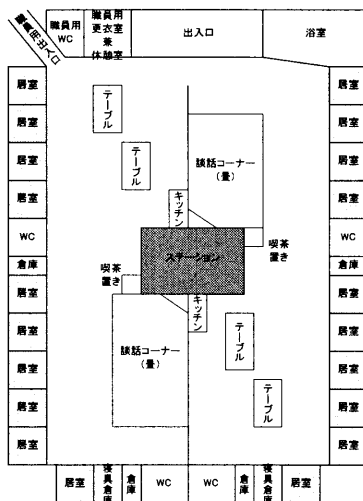 職員用出入口
職員用
WC
職員用
更衣室
兼
休憩室
出入口
浴室
居室
居室
居室
居室
WC
倉庫
居室
居室
居室
居室
居室
テーブル
テーブル
談話コーナー
(畳)
キッチン
喫茶
置き
ステーション
喫茶
置き
キッチン
談話コーナー
(畳)
テーブル
テーブル
居室
居室
居室
居室
WC
倉庫
居室
居室
居室
居室
居室
居室
寝具倉庫
倉庫
WC
WC
倉庫
寝具倉庫
居室